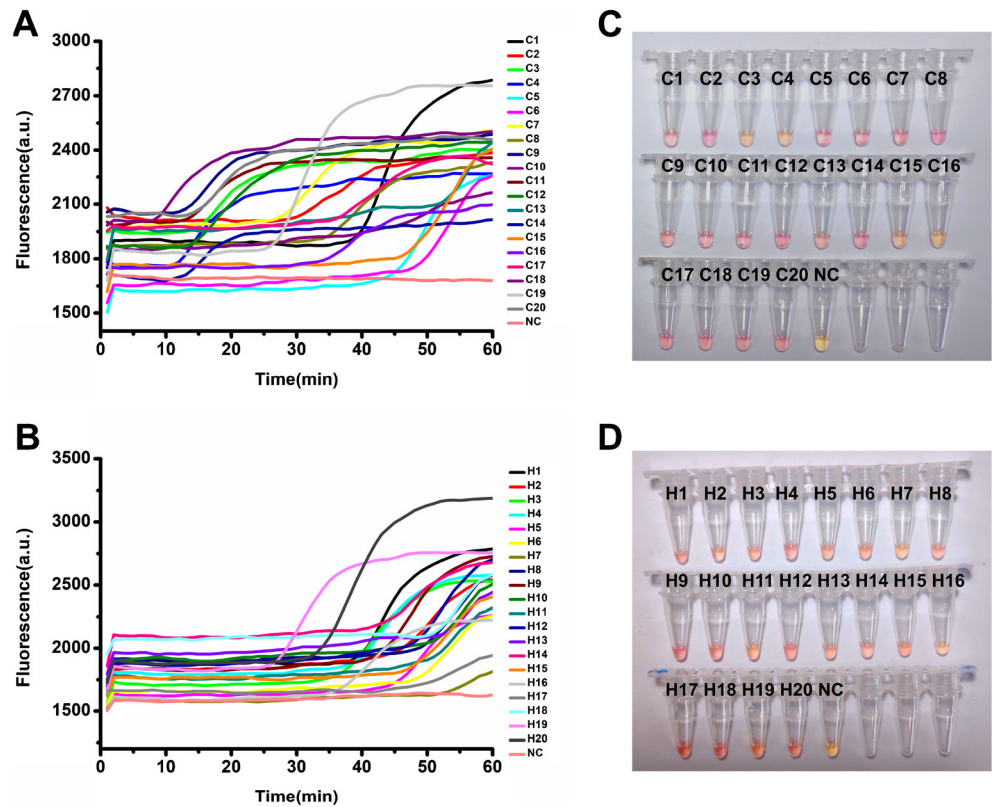 A
3000
2700
2400
2100
1800
1500
Fluorescence(a.u.)
0 10 20 30 40 50 60
Time(min)
C1
C2
C3
C4
C5
C6
C7
C8
C9
C10
C11
C12
C13
C14
C15
C16
C17
C18
C19
C20
NC
C
C1 C2 C3 C4 C5 C6 C7 C8
C9 C10 C11 C12 C13 C14 C15 C16
C17 C18 C19 C20 NC
B
3500
3000
2500
2000
1500
Fluorescence(a.u.)
0 10 20 30 40 50 60
Time(min)
H1
H2
H3
H4
H5
H6
H7
H8
H9
H10
H11
H12
H13
H14
H15
H16
H17
H18
H19
H20
NC
D
H1 H2 H3 H4 H5 H6 H7 H8
H9 H10 H11 H12 H13 H14 H15 H16
H17 H18 H19 H20 NC